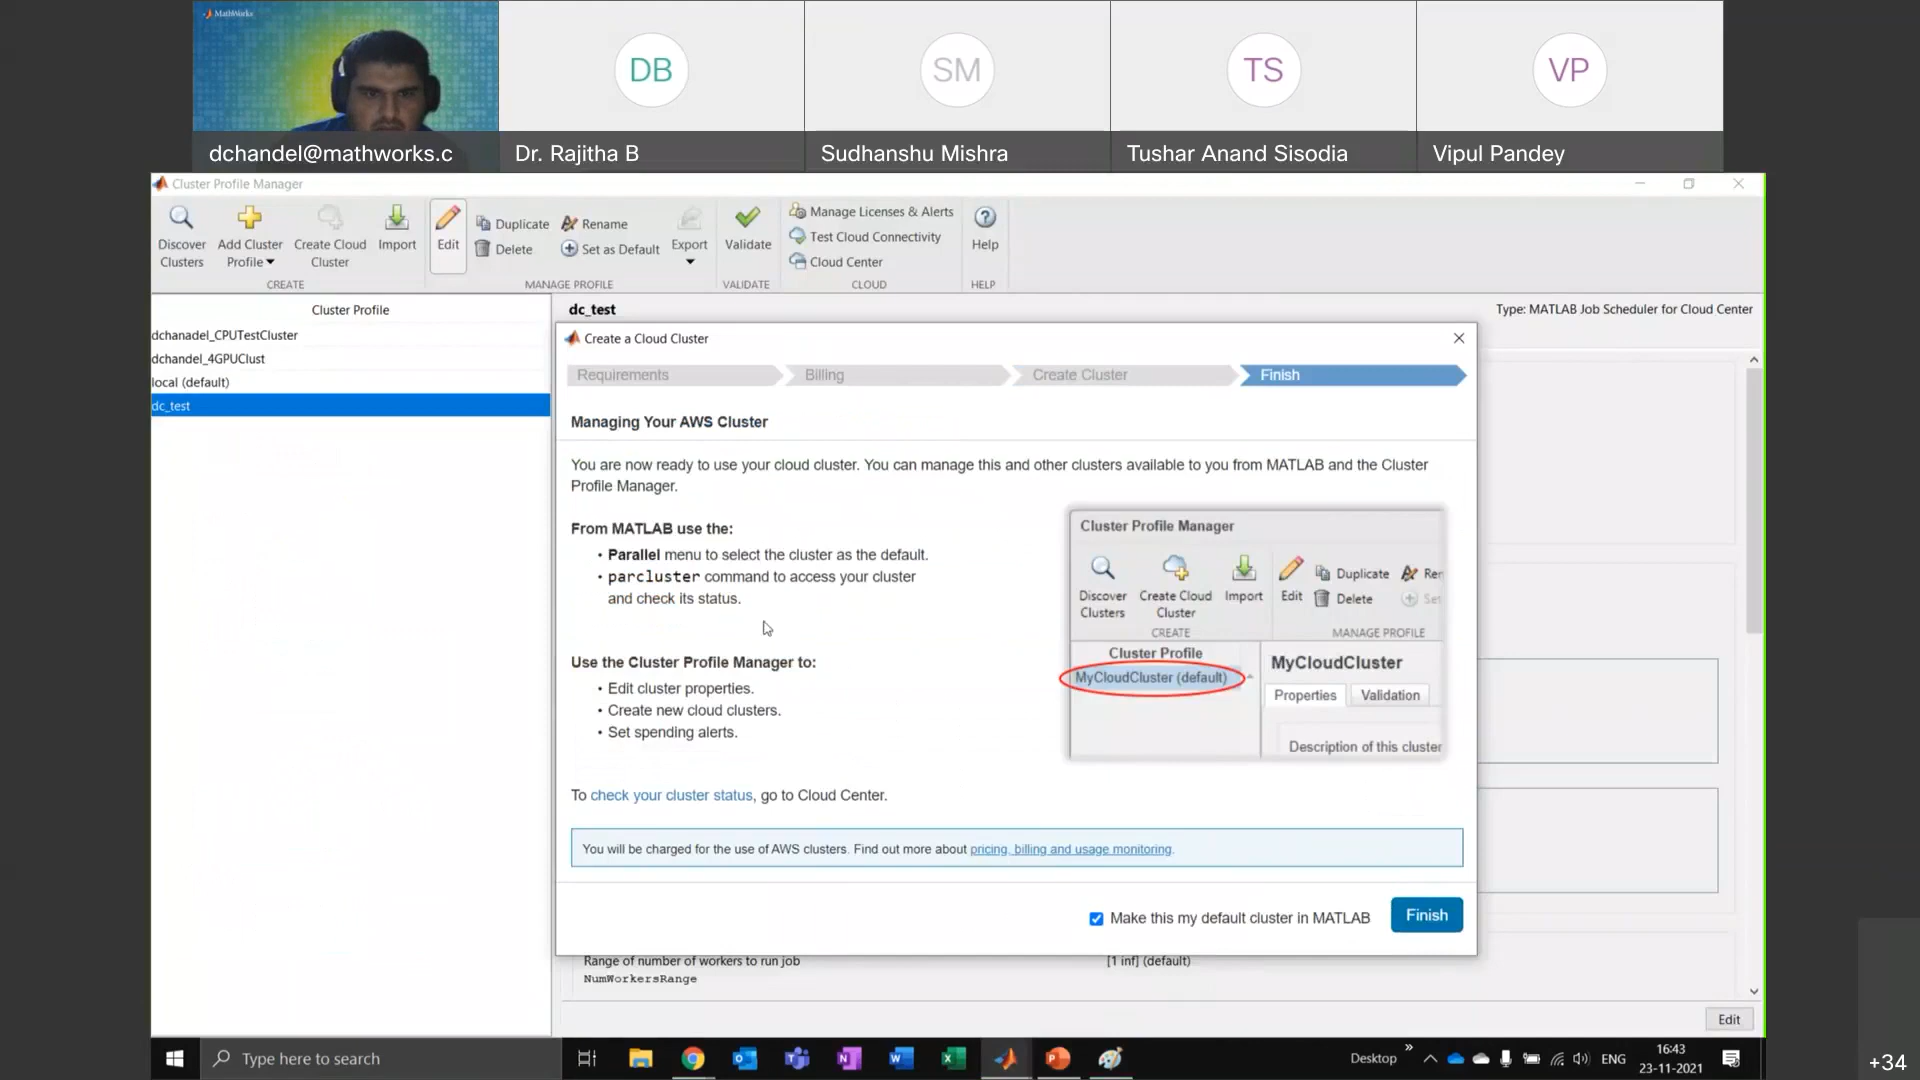 MathWorks
DB
SM
TS
VP
dchandel@mathworks.c
Dr. Rajitha B
Sudhanshu Mishra
Tushar Anand Sisodia
Vipul Pandey
Cluster Profile Manager
Discover Clusters
Add Cluster Profile
Create Cloud Cluster
Import
CREATE
Edit
Duplicate
Delete
Rename
Set as Default
Export
MANAGE PROFILE
Validate
VALIDATE
Manage Licenses & Alerts
Test Cloud Connectivity
Cloud Center
CLOUD
Help
HELP
Cluster Profile
dchanadel_CPUTestCluster
dchandel_4GPUClust
local (default)
dc_test
dc_test
Type: MATLAB Job Scheduler for Cloud Center
Create a Cloud Cluster
Requirements
Billing
Create Cluster
Finish
Managing Your AWS Cluster
You are now ready to use your cloud cluster. You can manage this and other clusters available to you from MATLAB and the Cluster
Profile Manager.
From MATLAB use the:
• Parallel menu to select the cluster as the default.
• parcluster command to access your cluster
and check its status.
Use the Cluster Profile Manager to:
• Edit cluster properties.
• Create new cloud clusters.
• Set spending alerts.
Cluster Profile Manager
Discover Clusters
Create Cloud Cluster
Import
CREATE
Edit
Duplicate
Delete
Ren
Set
MANAGE PROFILE
Cluster Profile
MyCloudCluster (default)
MyCloudCluster
Properties
Validation
Description of this cluster
To check your cluster status, go to Cloud Center.
You will be charged for the use of AWS clusters. Find out more about pricing, billing and usage monitoring.
Make this my default cluster in MATLAB
Finish
Range of number of workers to run job
[1 inf] (default)
NumWorkersRange
Edit
Type here to search
Desktop
ENG
16:43
23-11-2021
+34